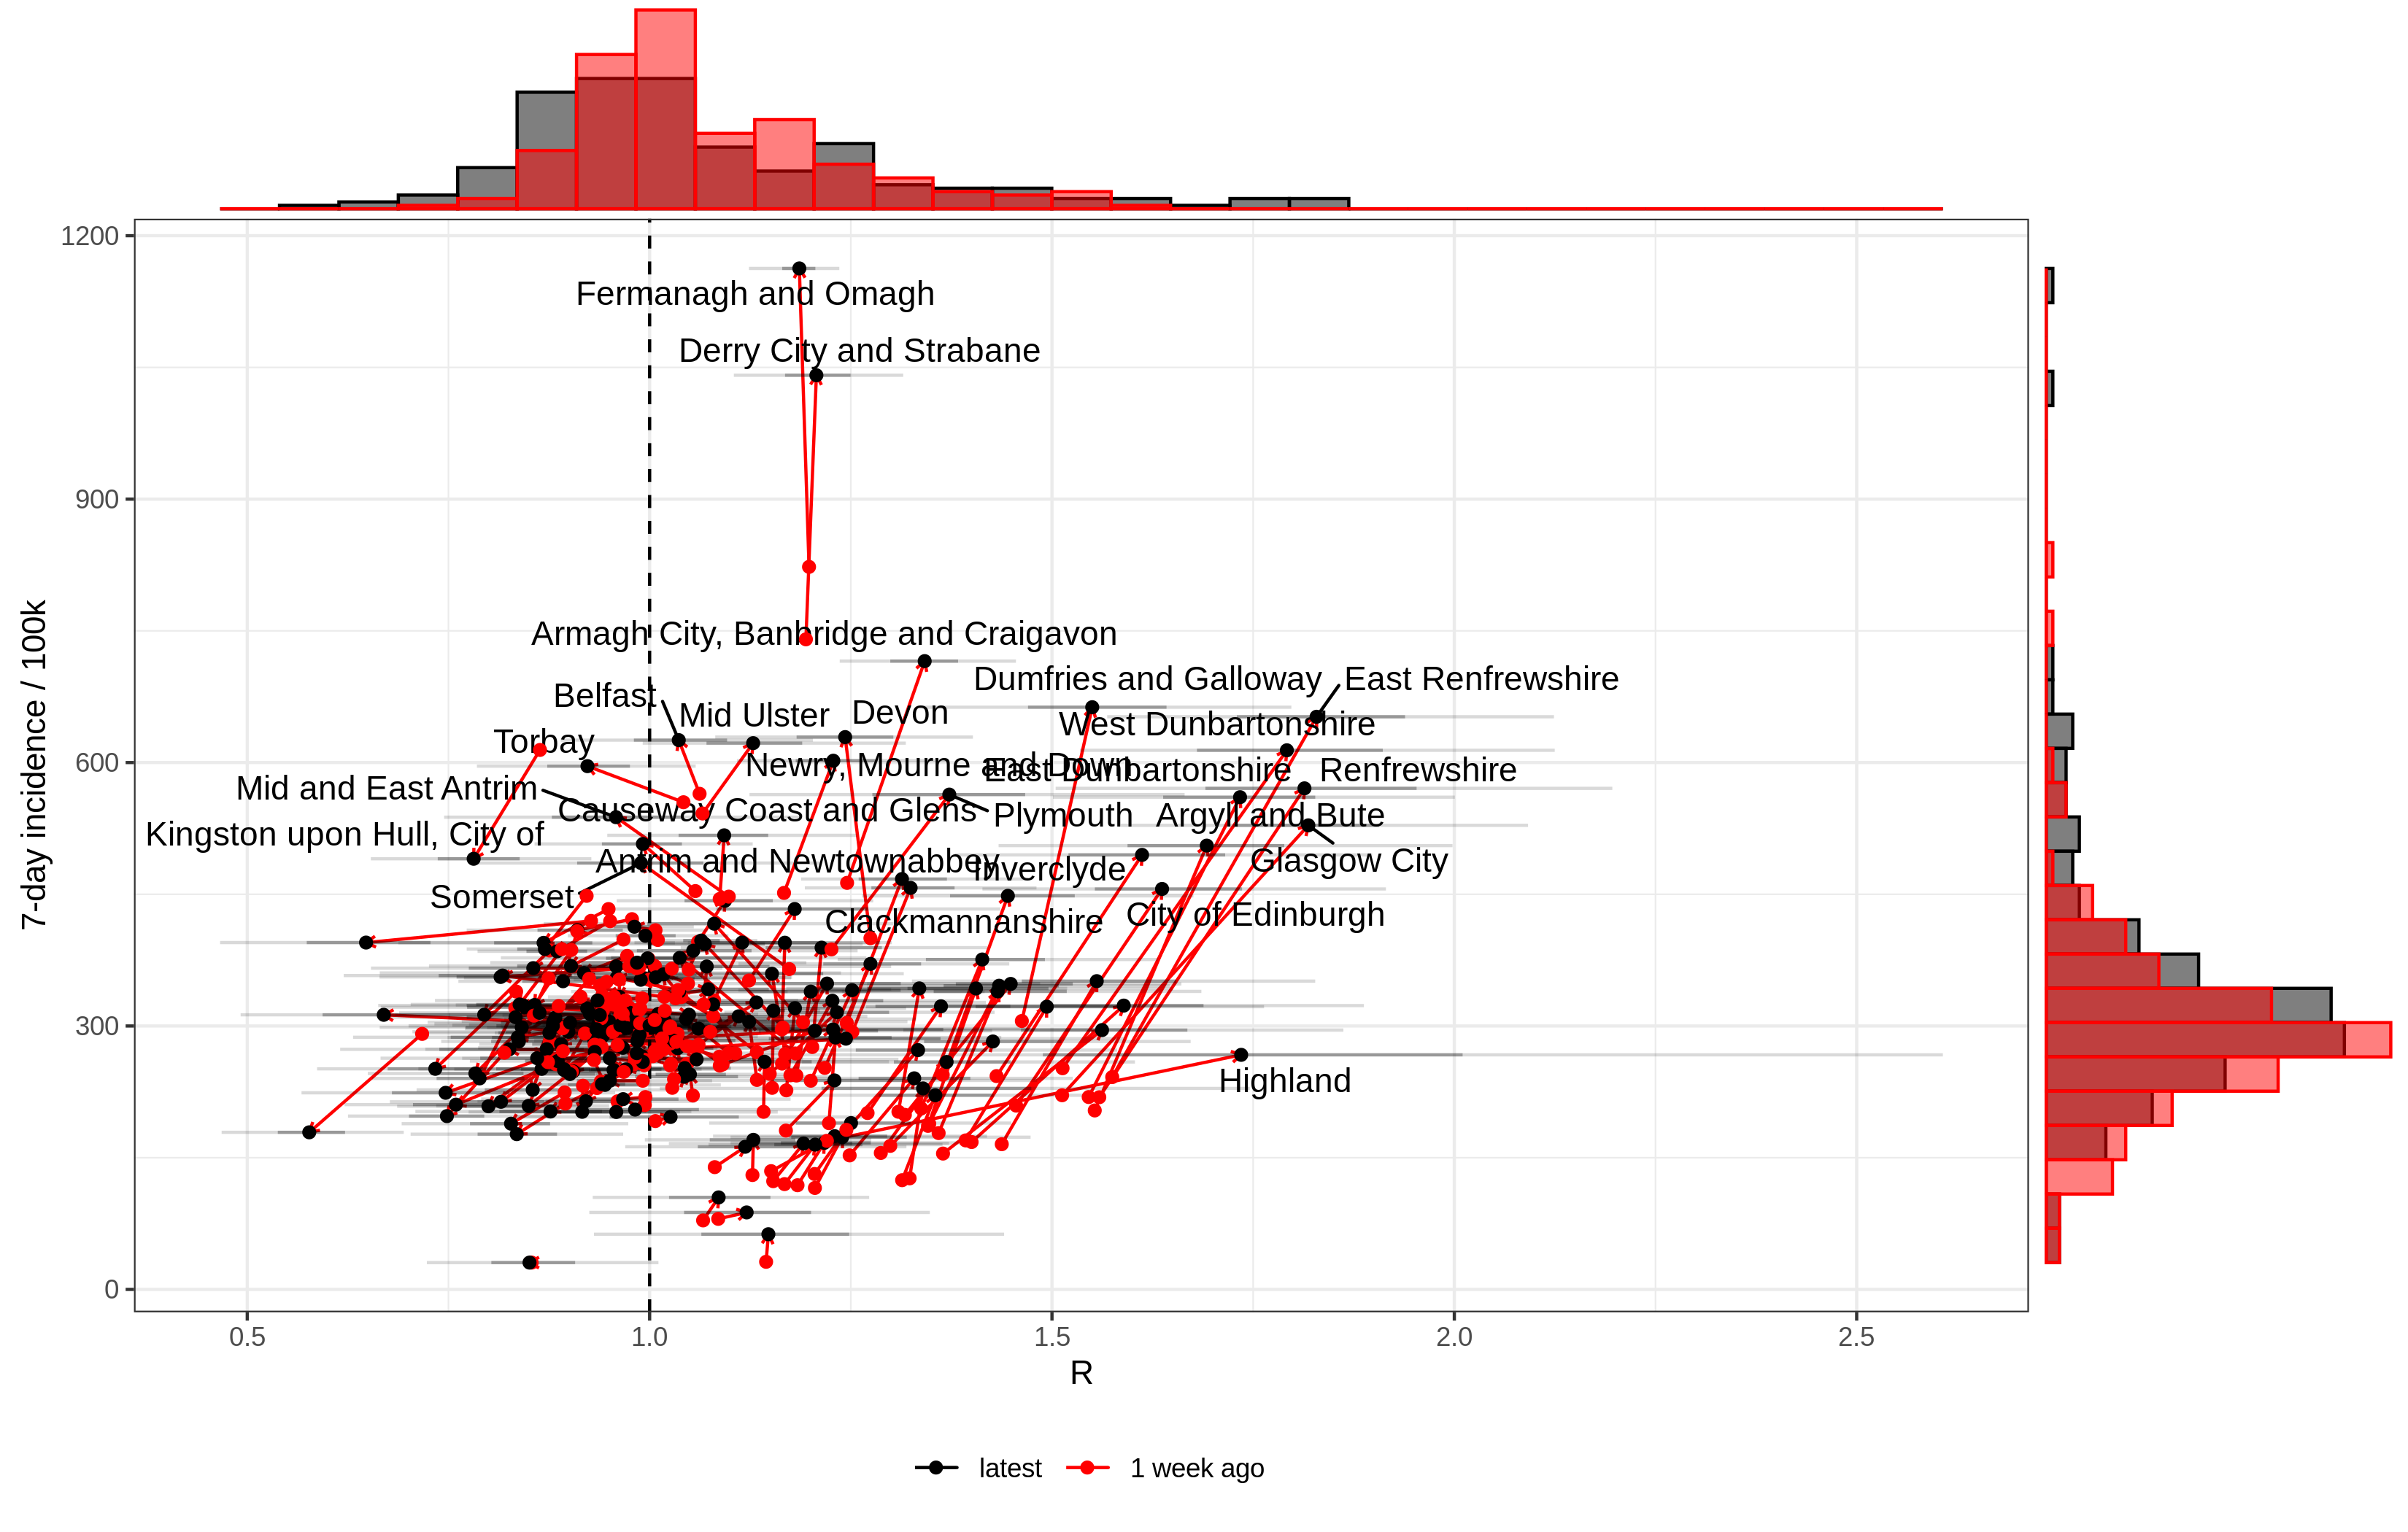 1200
Fermanagh and Omagh
Derry City and Strabane
900
7-day incidence / 100k
Armagh City, Banbridge and Craigavon
Dumfries and Galloway
East Renfrewshire
Belfast
Mid Ulster
Devon
West Dunbartonshire
Torbay
600
Newry, Mourne and Down
East Dunbartonshire
Renfrewshire
Mid and East Antrim
Causeway Coast and Glens
Plymouth
Argyll and Bute
Kingston upon Hull, City of
Antrim and Newtownabbey
Inverclyde
Glasgow City
Somerset
Clackmannanshire
City of Edinburgh
300
Highland
0
0.5
1.0
1.5
2.0
2.5
R
latest
1 week ago